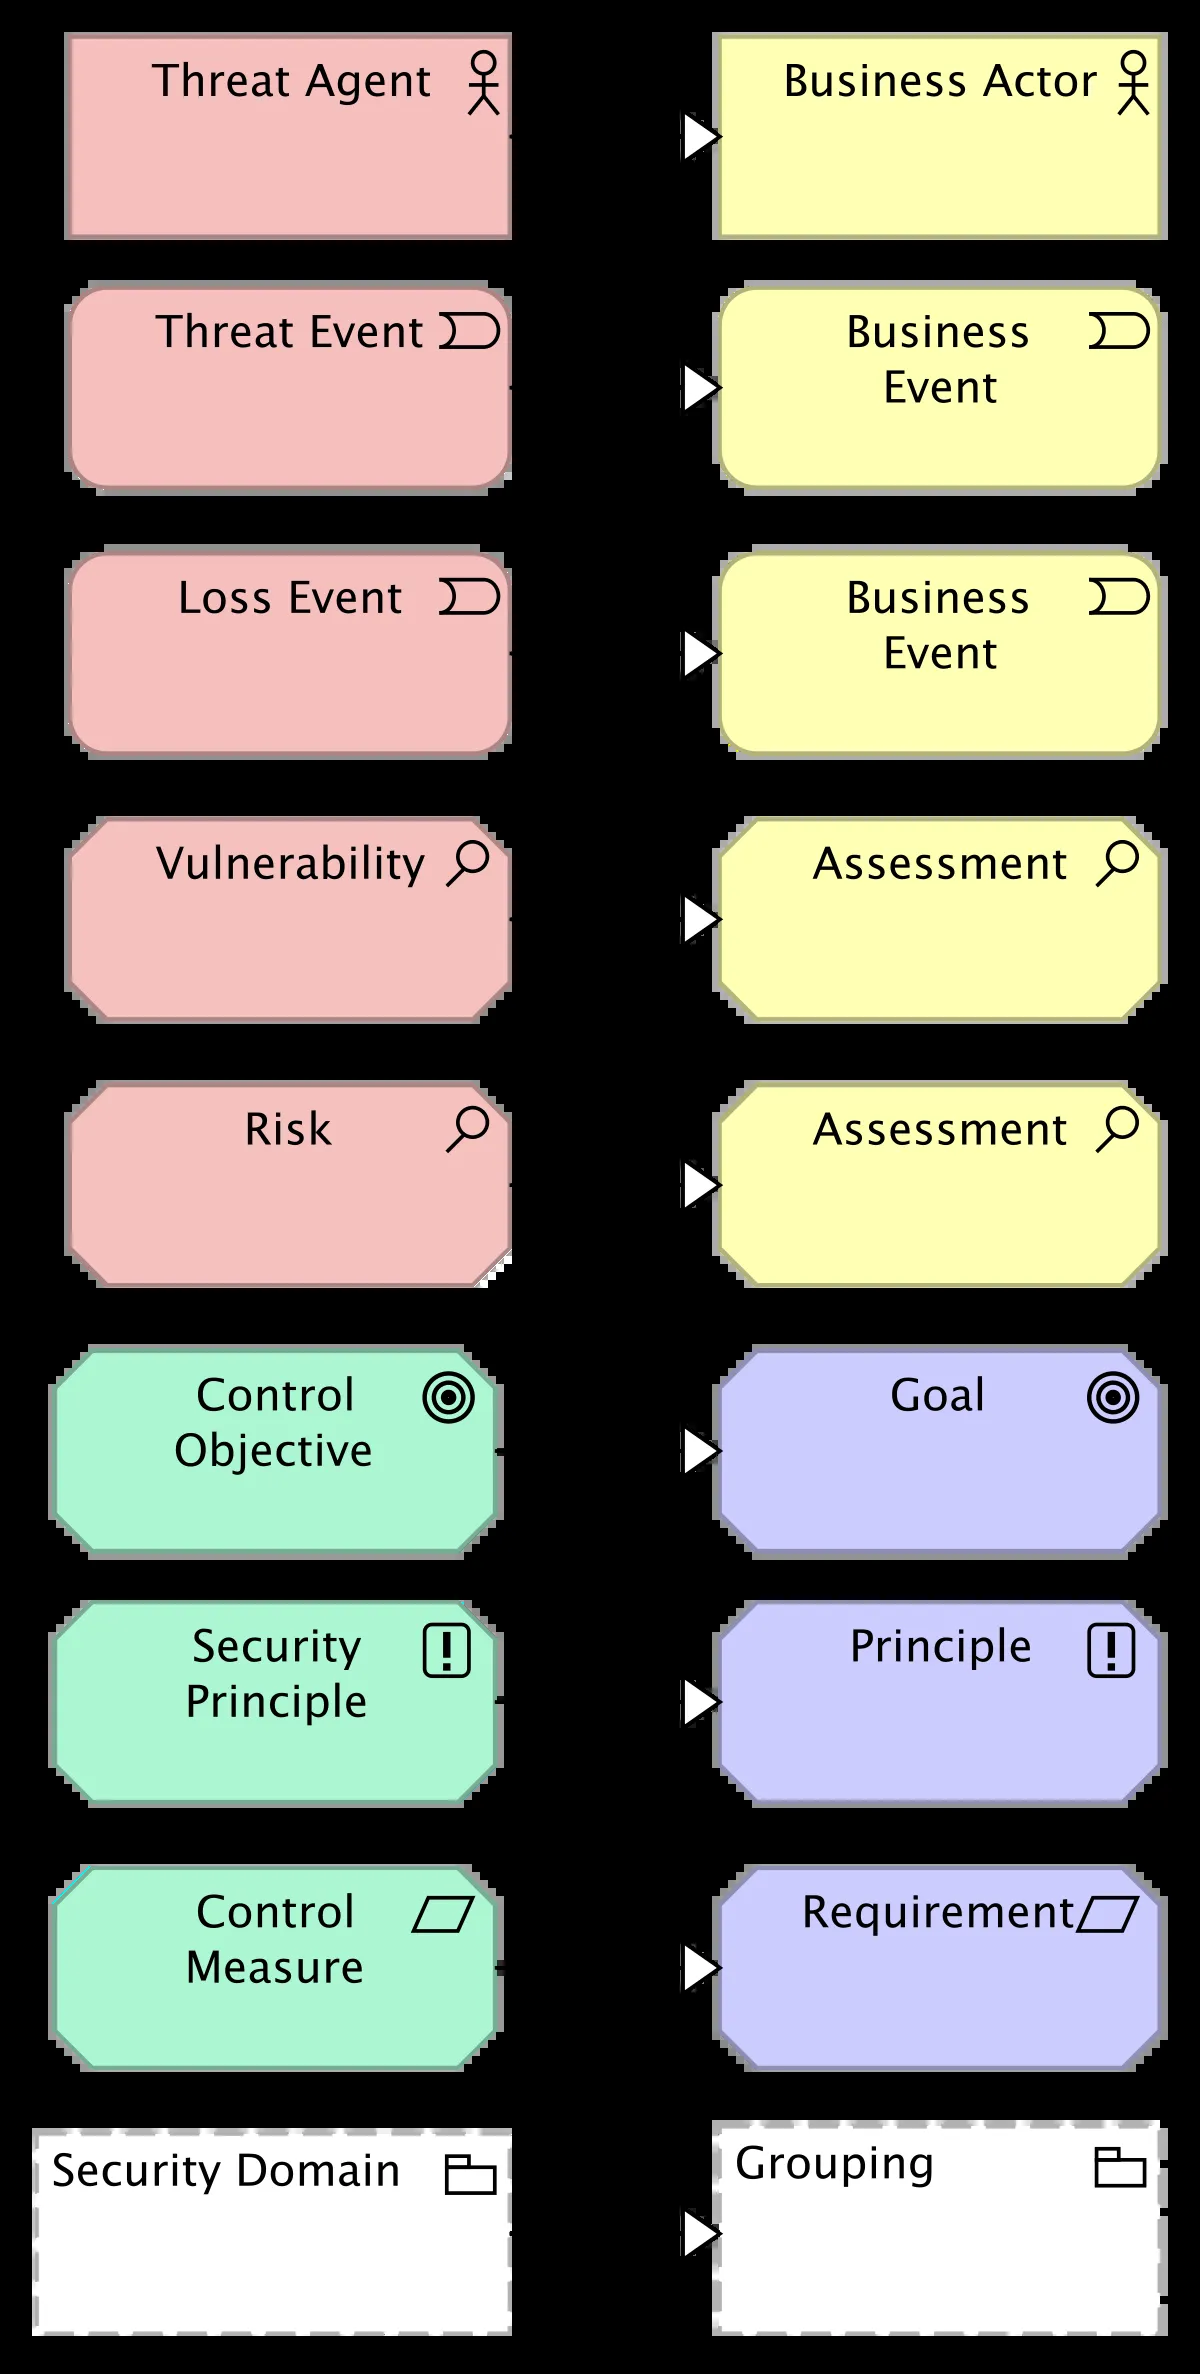 Threat Agent
Business Actor
Threat Event
Business
Event
Loss Event
Business
Event
Vulnerability
Assessment
Risk
Assessment
Control
Objective
Goal
Security
Principle
Principle
Control
Measure
Requirement
Security Domain
Grouping